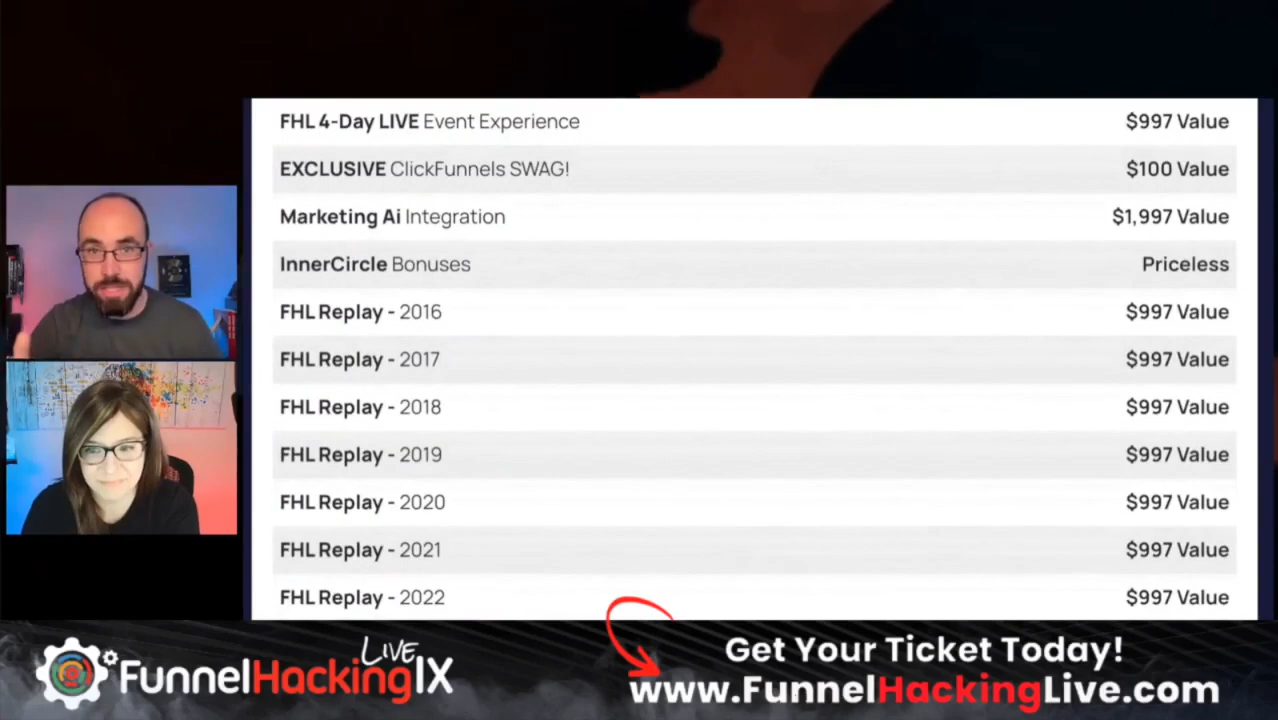 FHL 4-Day LIVE Event Experience $997 Value
EXCLUSIVE ClickFunnels SWAG! $100 Value
Marketing Ai Integration $1,997 Value
InnerCircle Bonuses Priceless
FHL Replay - 2016 $997 Value
FHL Replay - 2017 $997 Value
FHL Replay - 2018 $997 Value
FHL Replay - 2019 $997 Value
FHL Replay - 2020 $997 Value
FHL Replay - 2021 $997 Value
FHL Replay - 2022 $997 Value
FunnelHacking LIVE IX
Get Your Ticket Today!
www.FunnelHackingLive.com